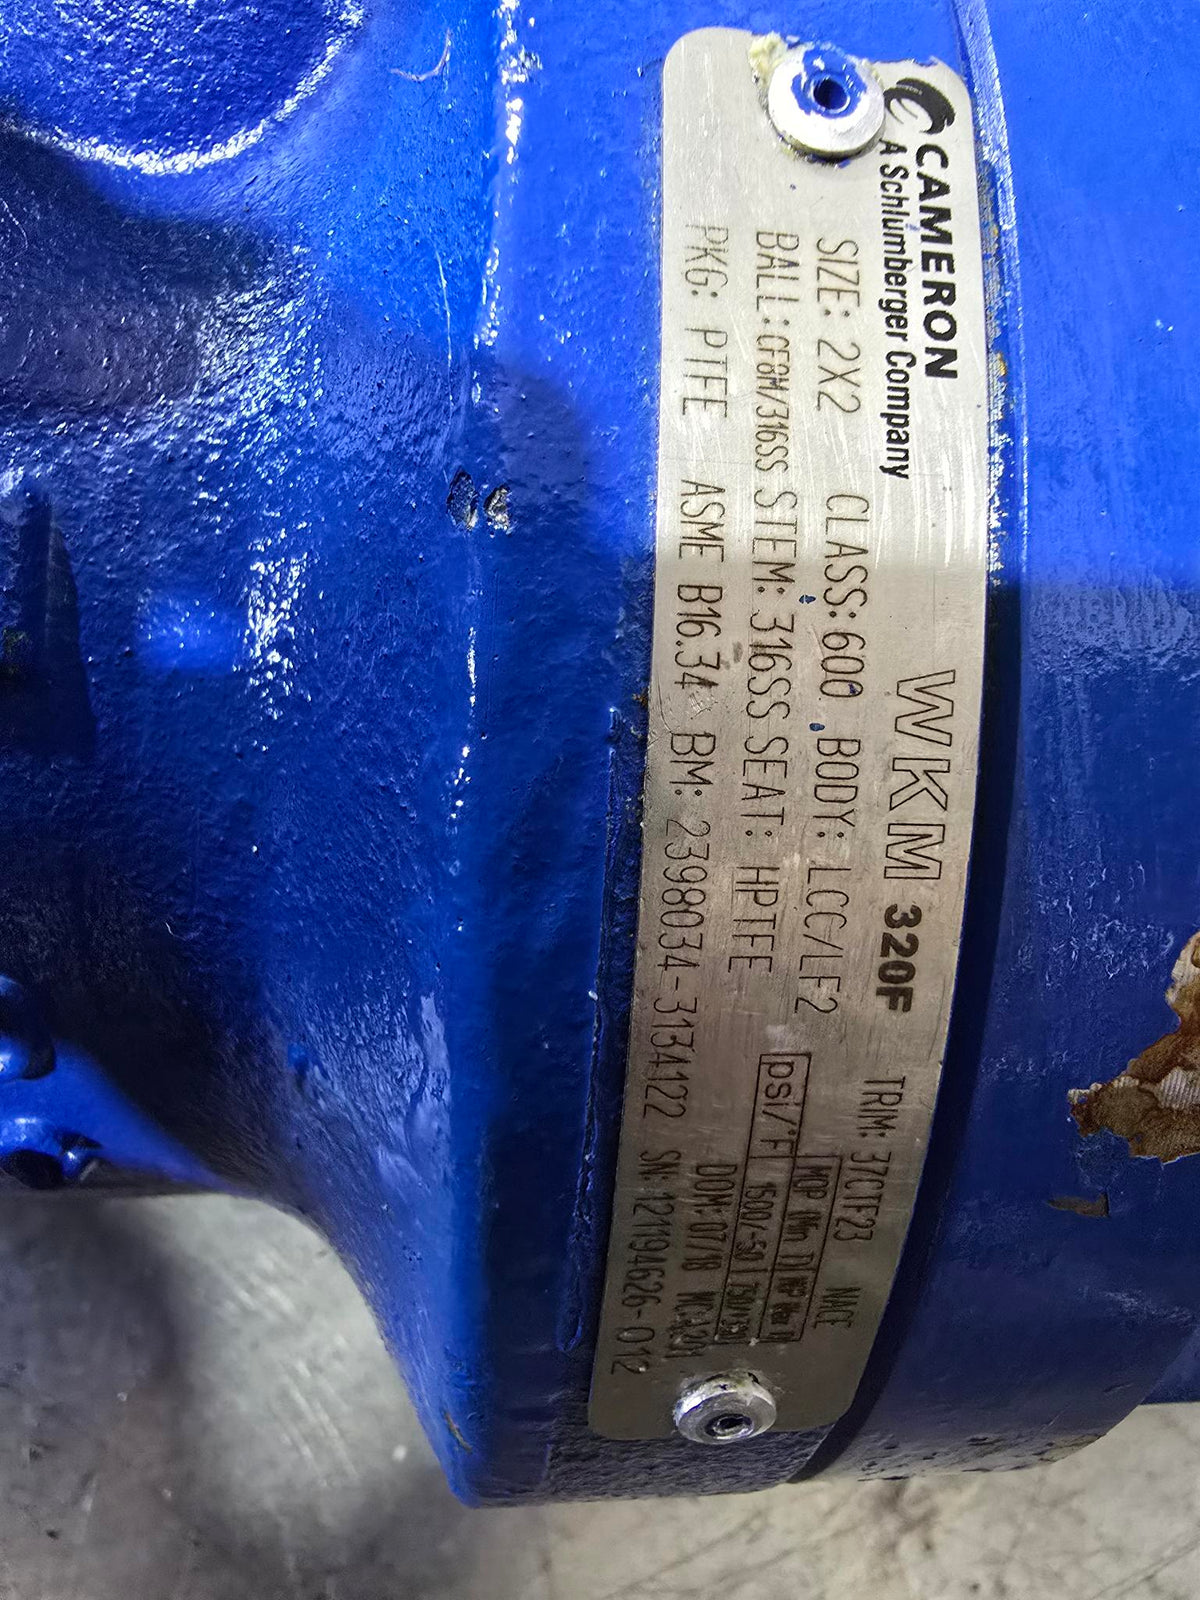 CAMERON
A Schlumberger Company
WKM 320F TRIM: 37CTF23 NACE
SIZE: 2X2 CLASS:600 BODY: LCC/LF2
BALL:CF8M/316SS STEM: 316SS SEAT: HPTFE
psi/°F
MOP
1500/-50
PKG: PTFE ASME B16.34 BM: 2398034-3134122
DOM: 07/18
SN: 121194626-012